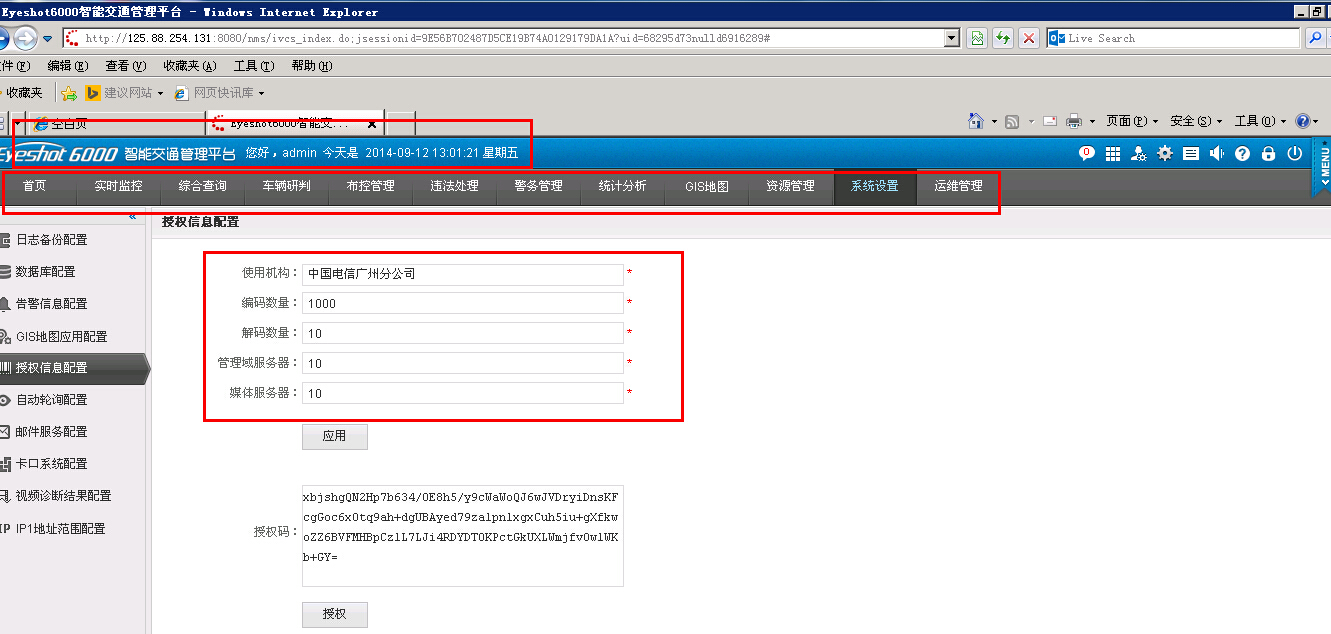 Eyeshot6000智能交通管理平台 - Windows Internet Explorer
http://125.88.254.131:8080/nms/ivcs_index.do;jsessionid=9E56B702487D5CE19B74A0129179DA1A?uid=68295d73nulld6916289#
Live Search
件(F) 编辑(E) 查看(V) 收藏夹(A) 工具(T) 帮助(H)
收藏夹 建议网站 网页快讯库
空白页 Eyeshot6000智能交... 页面(P) 安全(S) 工具(O)
Eyeshot 6000 智能交通管理平台 您好，admin 今天是 2014-09-12 13:01:21 星期五 0 MENU
首页 实时监控 综合查询 车辆研判 布控管理 违法处理 警务管理 统计分析 GIS地图 资源管理 系统设置 运维管理
授权信息配置
日志备份配置
数据库配置
告警信息配置
GIS地图应用配置
授权信息配置
自动轮询配置
邮件服务配置
卡口系统配置
视频诊断结果配置
IP IP1地址范围配置
使用机构： 中国电信广州分公司 *
编码数量： 1000 *
解码数量： 10 *
管理域服务器： 10 *
媒体服务器： 10 *
应用
授权码：
xbjshgQN2Hp7b634/OE8h5/y9cWaWoQJ6wJVDryiDnsKF
cgGoc6x0tq9ah+dgUBAyed79zalpnlxgxCuh5iu+gXfkw
oZZ6BVFMHBpCzlL7LJi4RDYDTOKPctGkUXLWmjfvOwlWK
b+GY=
授权